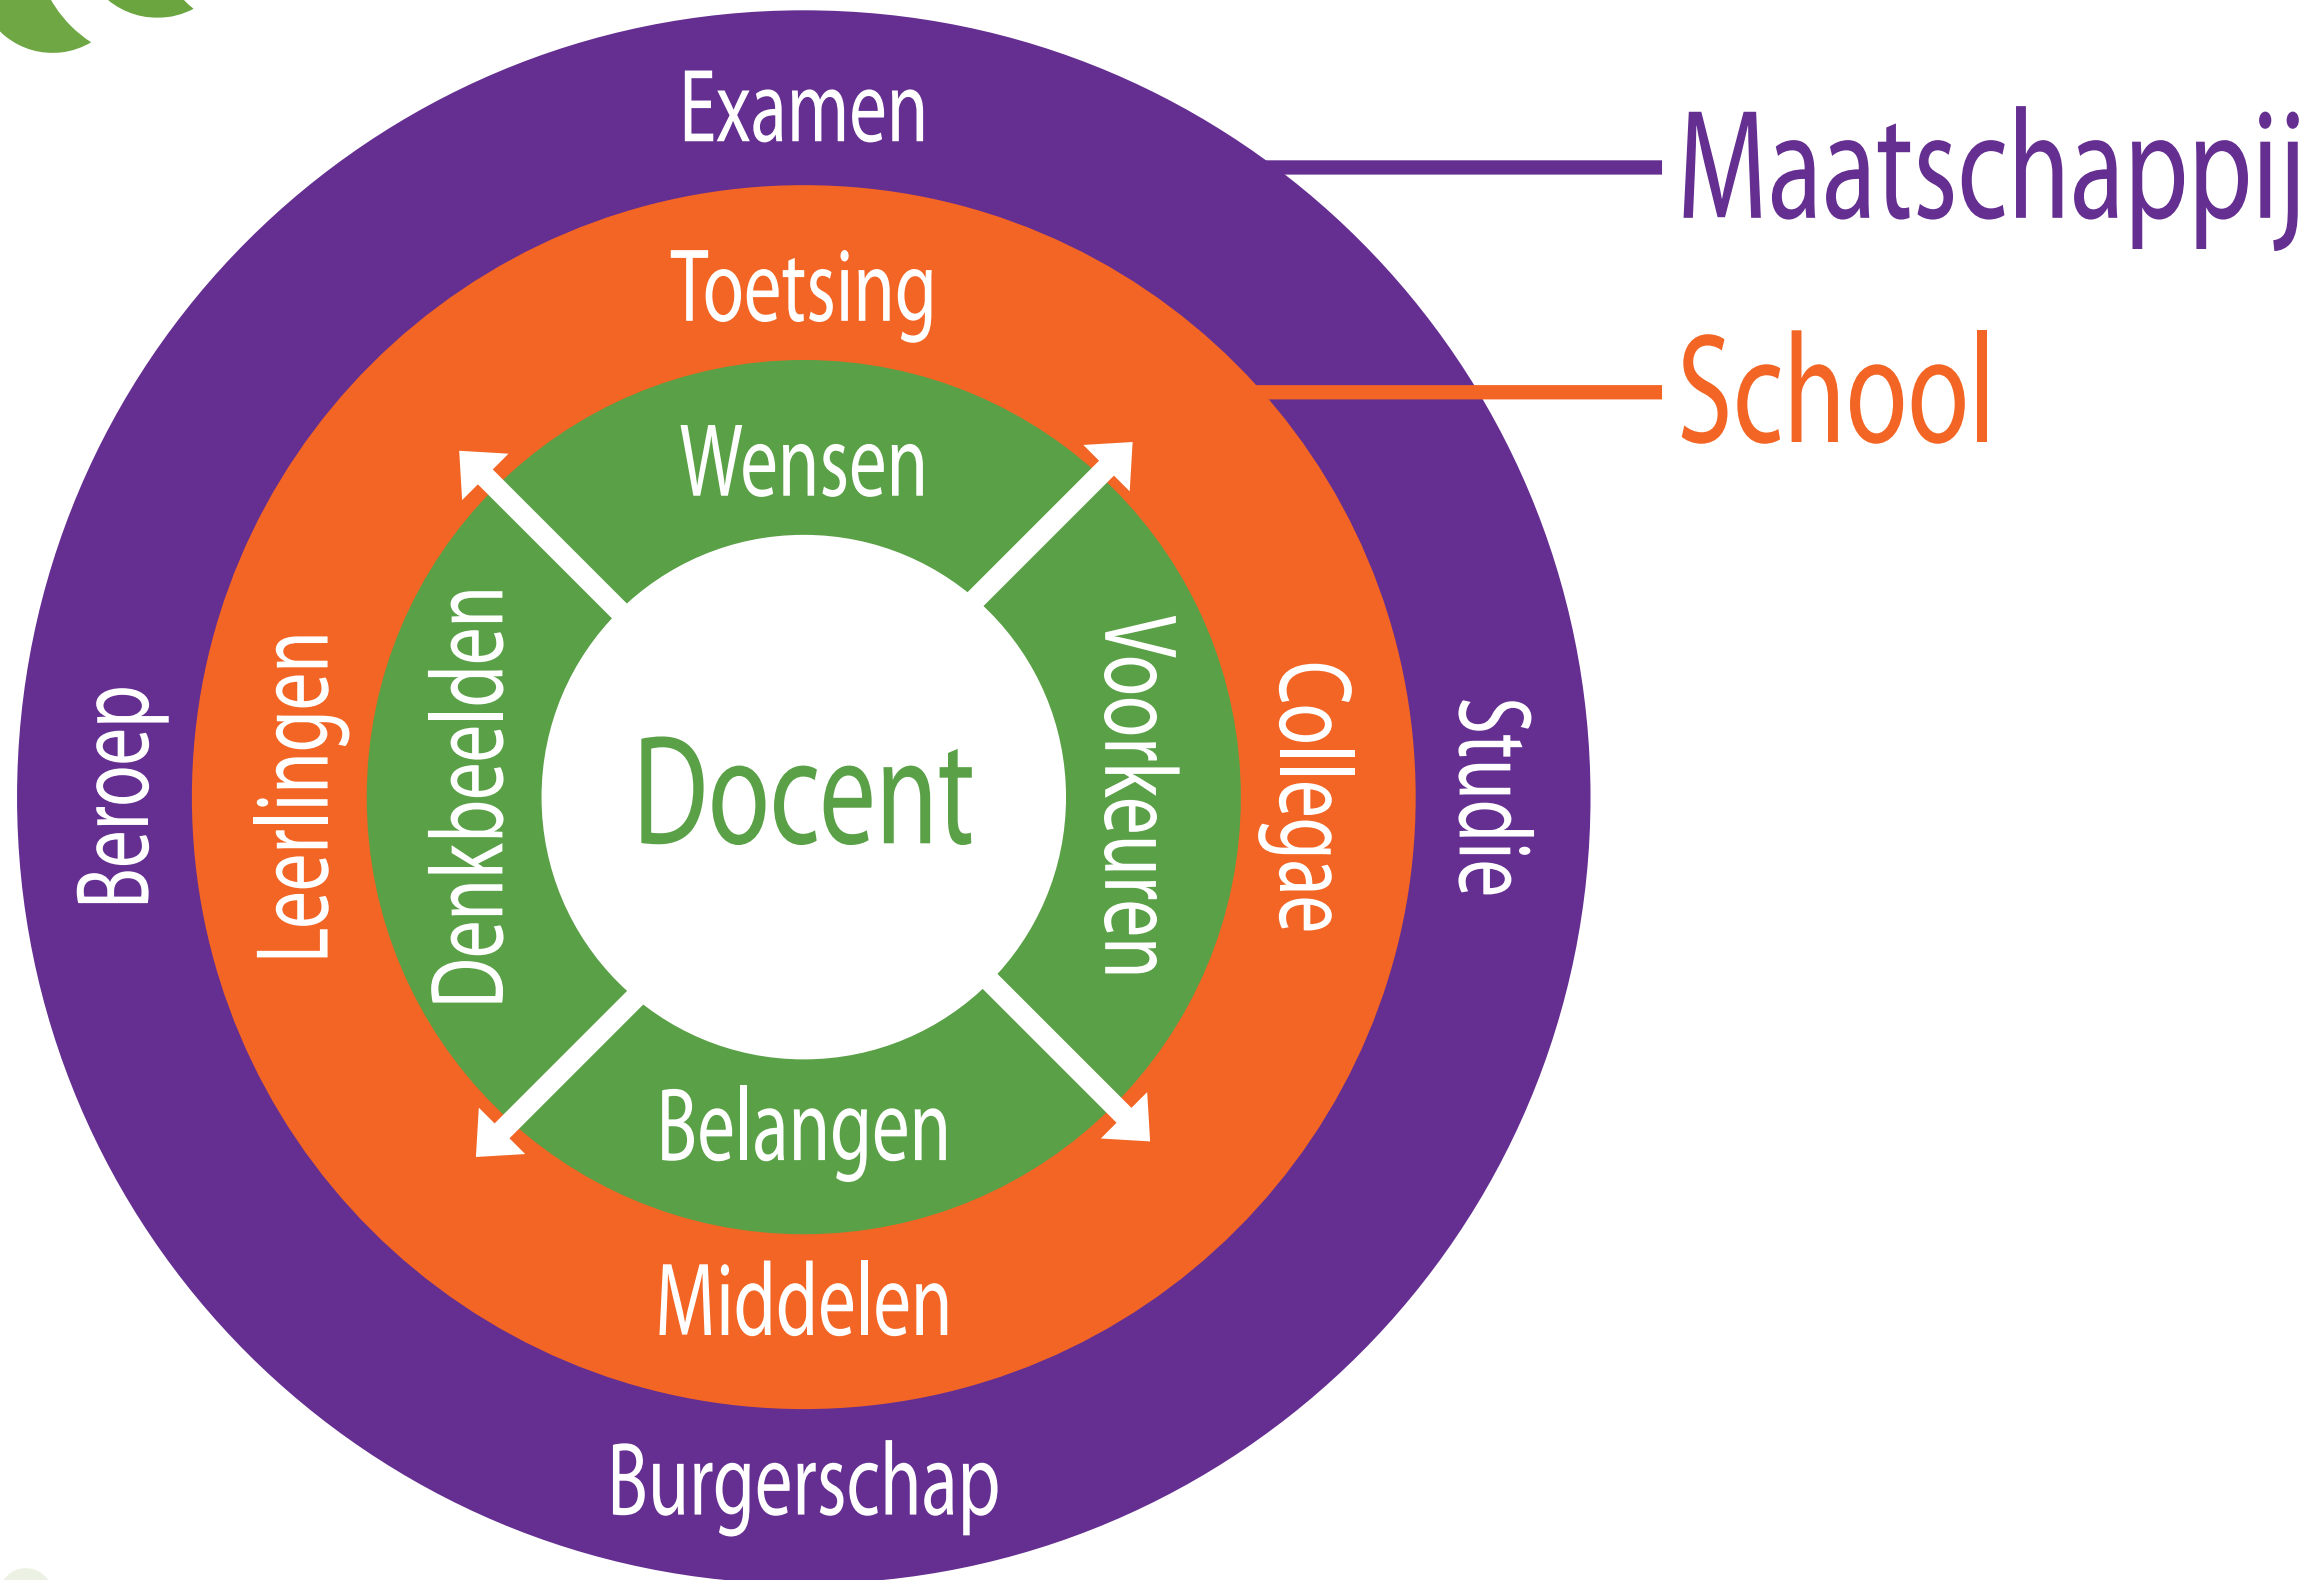 Examen
Maatschappij
Toetsing
School
Wensen
Beroep
Leerlingen
Denkbeelden
Docent
Voorkeuren
Collegae
Studie
Belangen
Middelen
Burgerschap